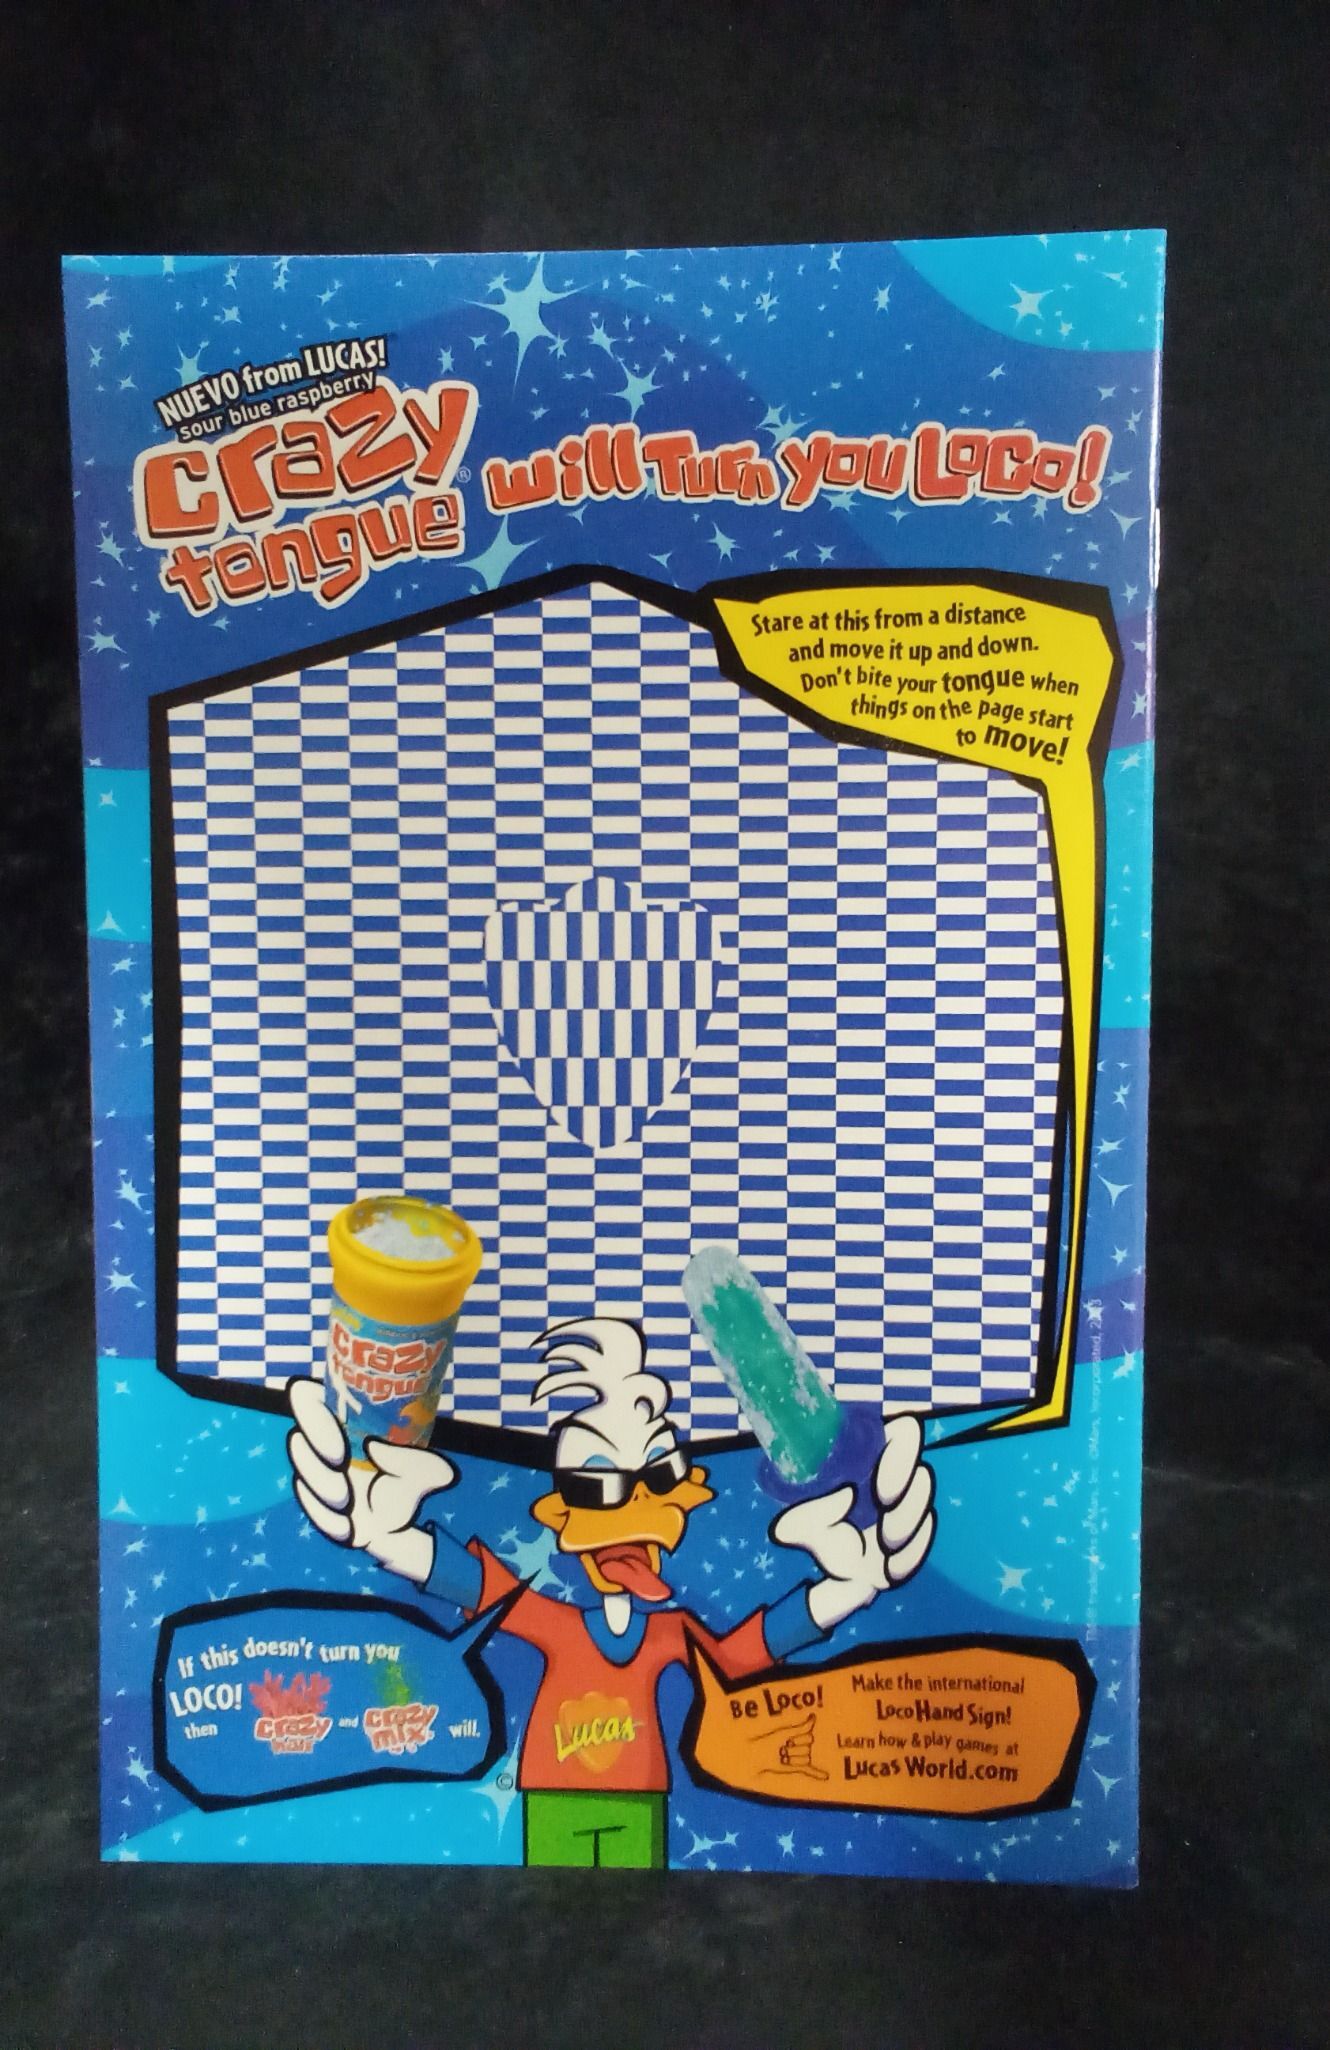 NUEVO from LUCAS!
sour blue raspberry
crazy
tongue®
will Turn you LOCO!
Stare at this from a distance
and move it up and down.
Don't bite your tongue when
things on the page start
to move!
crazy
tongue
If this doesn't turn you
LOCO!
then crazy hair and crazy mix will.
Lucas
©
Be Loco!
Make the international
Loco Hand Sign!
Learn how & play games at
Lucas World.com